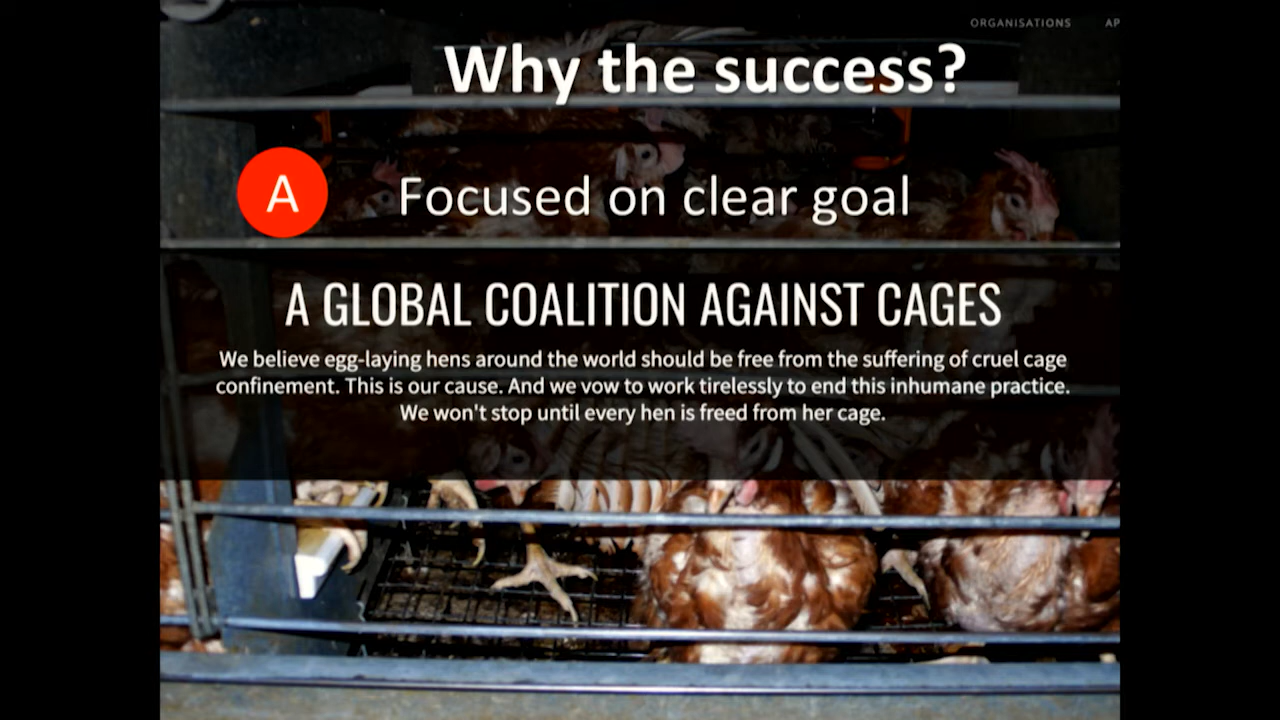 ORGANISATIONS AP
Why the success?
A Focused on clear goal
A GLOBAL COALITION AGAINST CAGES
We believe egg-laying hens around the world should be free from the suffering of cruel cage
confinement. This is our cause. And we vow to work tirelessly to end this inhumane practice.
We won't stop until every hen is freed from her cage.